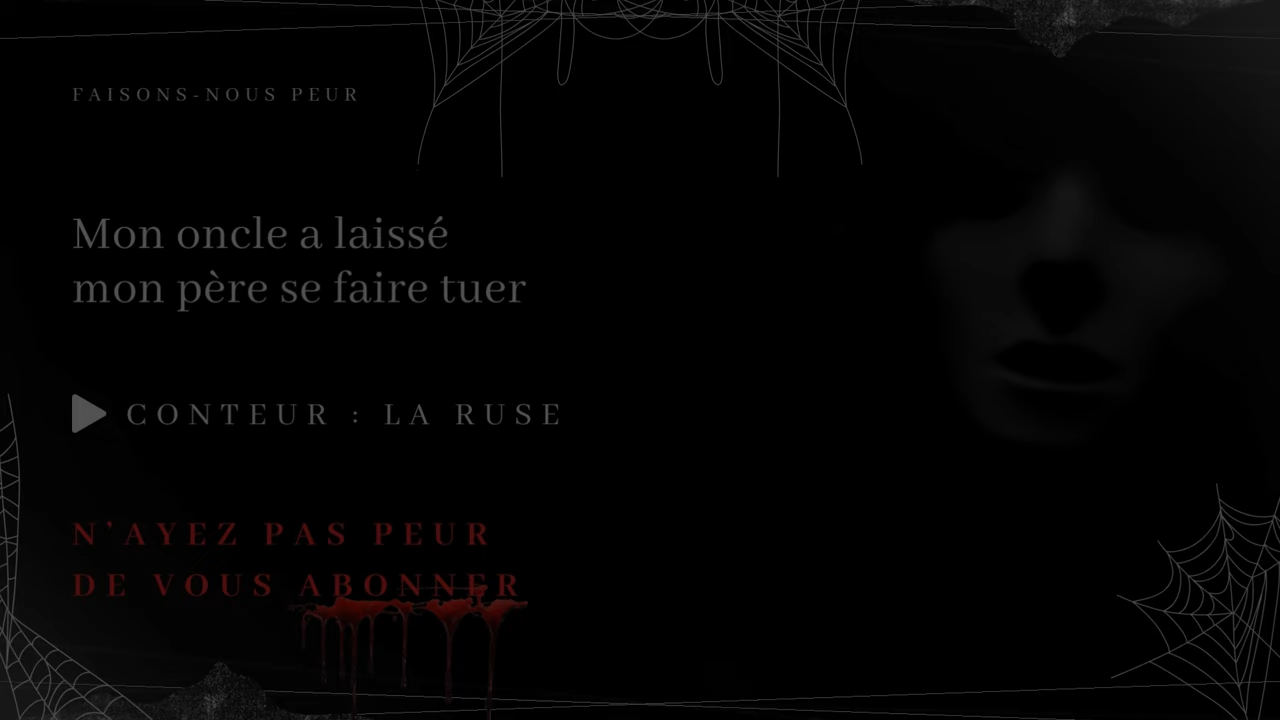 FAISONS-NOUS PEUR
Mon oncle a laissé
mon père se faire tuer
CONTEUR : LA RUSE
N'AYEZ PAS PEUR
DE VOUS ABONNER